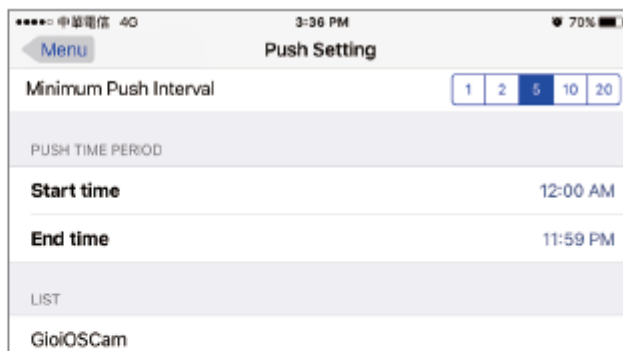 中華電信 4G 3:36 PM 70%
Menu Push Setting
Minimum Push Interval 1 2 5 10 20
PUSH TIME PERIOD
Start time 12:00 AM
End time 11:59 PM
LIST
GioiOSCam